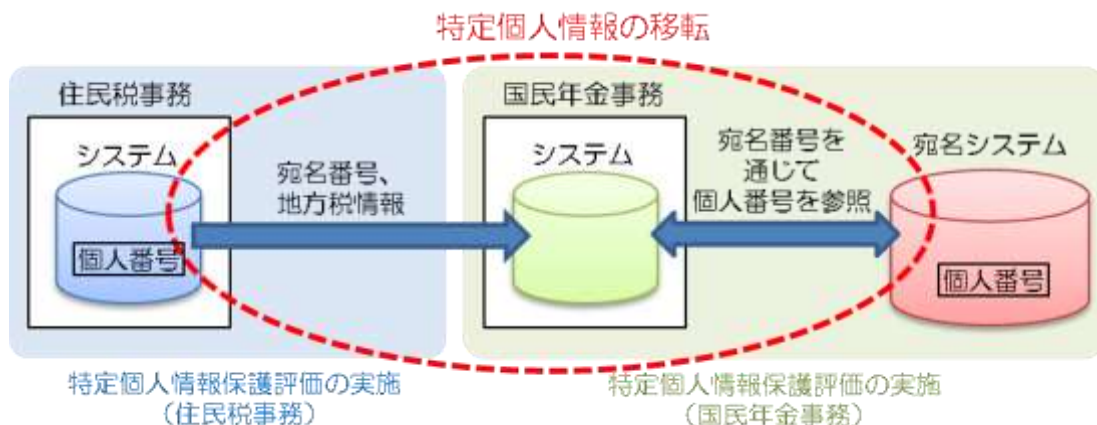 特定個人情報の移転
住民税事務
システム
個人番号
宛名番号、
地方税情報
国民年金事務
システム
宛名番号を
通じて
個人番号を参照
宛名システム
個人番号
特定個人情報保護評価の実施
（住民税事務）
特定個人情報保護評価の実施
（国民年金事務）